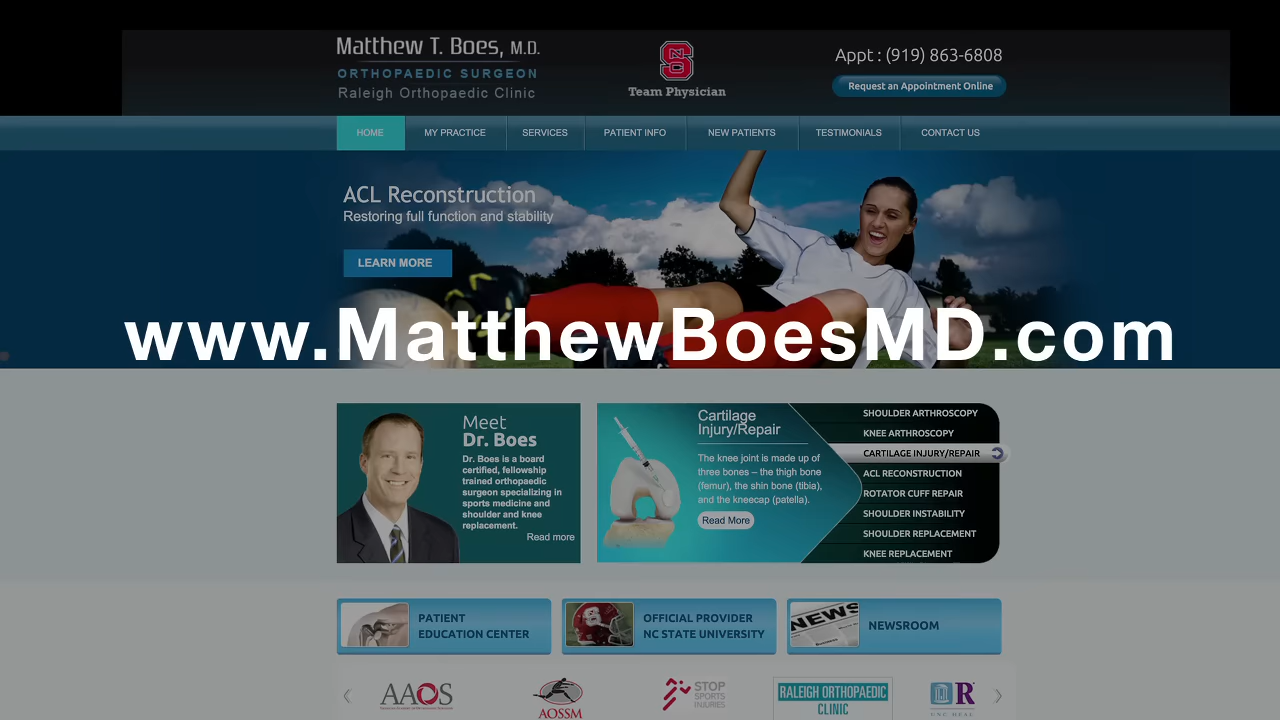 Matthew T. Boes, M.D.
ORTHOPAEDIC SURGEON
Raleigh Orthopaedic Clinic
Team Physician
Appt : (919) 863-6808
Request an Appointment Online
HOME
MY PRACTICE
SERVICES
PATIENT INFO
NEW PATIENTS
TESTIMONIALS
CONTACT US
ACL Reconstruction
Restoring full function and stability
LEARN MORE
www.MatthewBoesMD.com
Meet
Dr. Boes
Dr. Boes is a board
certified, fellowship
trained orthopaedic
surgeon specializing in
sports medicine and
shoulder and knee
replacement.
Read more
Cartilage
Injury/Repair
The knee joint is made up of
three bones – the thigh bone
(femur), the shin bone (tibia),
and the kneecap (patella).
Read More
SHOULDER ARTHROSCOPY
KNEE ARTHROSCOPY
CARTILAGE INJURY/REPAIR
ACL RECONSTRUCTION
ROTATOR CUFF REPAIR
SHOULDER INSTABILITY
SHOULDER REPLACEMENT
KNEE REPLACEMENT
PATIENT
EDUCATION CENTER
OFFICIAL PROVIDER
NC STATE UNIVERSITY
NEWS
NEWSROOM
AAOS
AOSSM
STOP
SPORTS
INJURIES
RALEIGH ORTHOPAEDIC
CLINIC
R